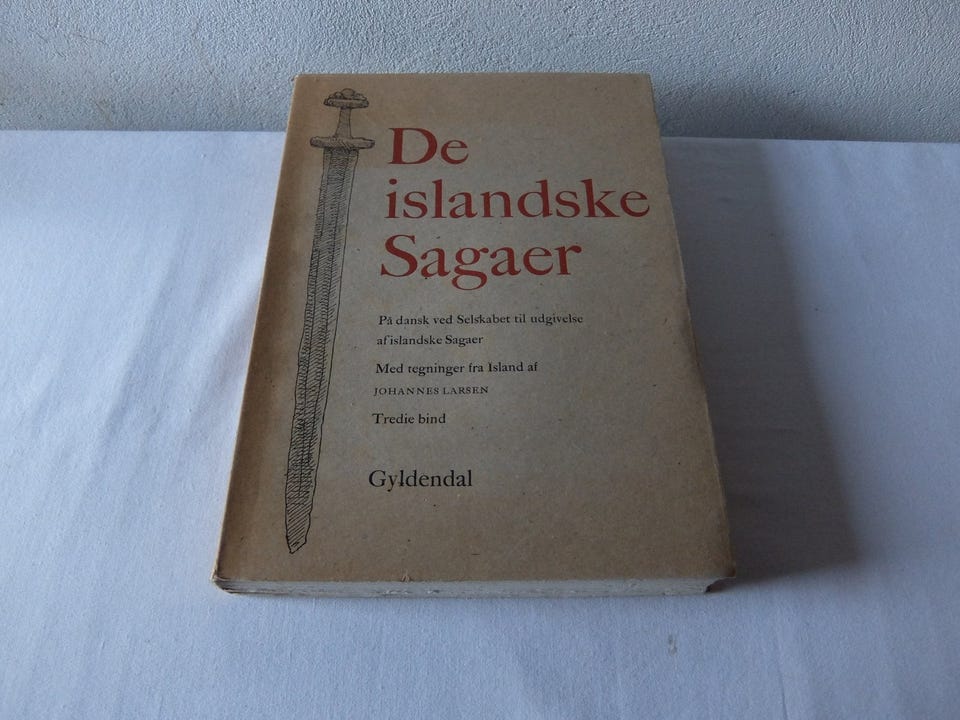 De
islandske
Sagaer
På dansk ved Selskabet til udgivelse
af islandske Sagaer
Med tegninger fra Island af
JOHANNES LARSEN
Tredie bind
Gyldendal